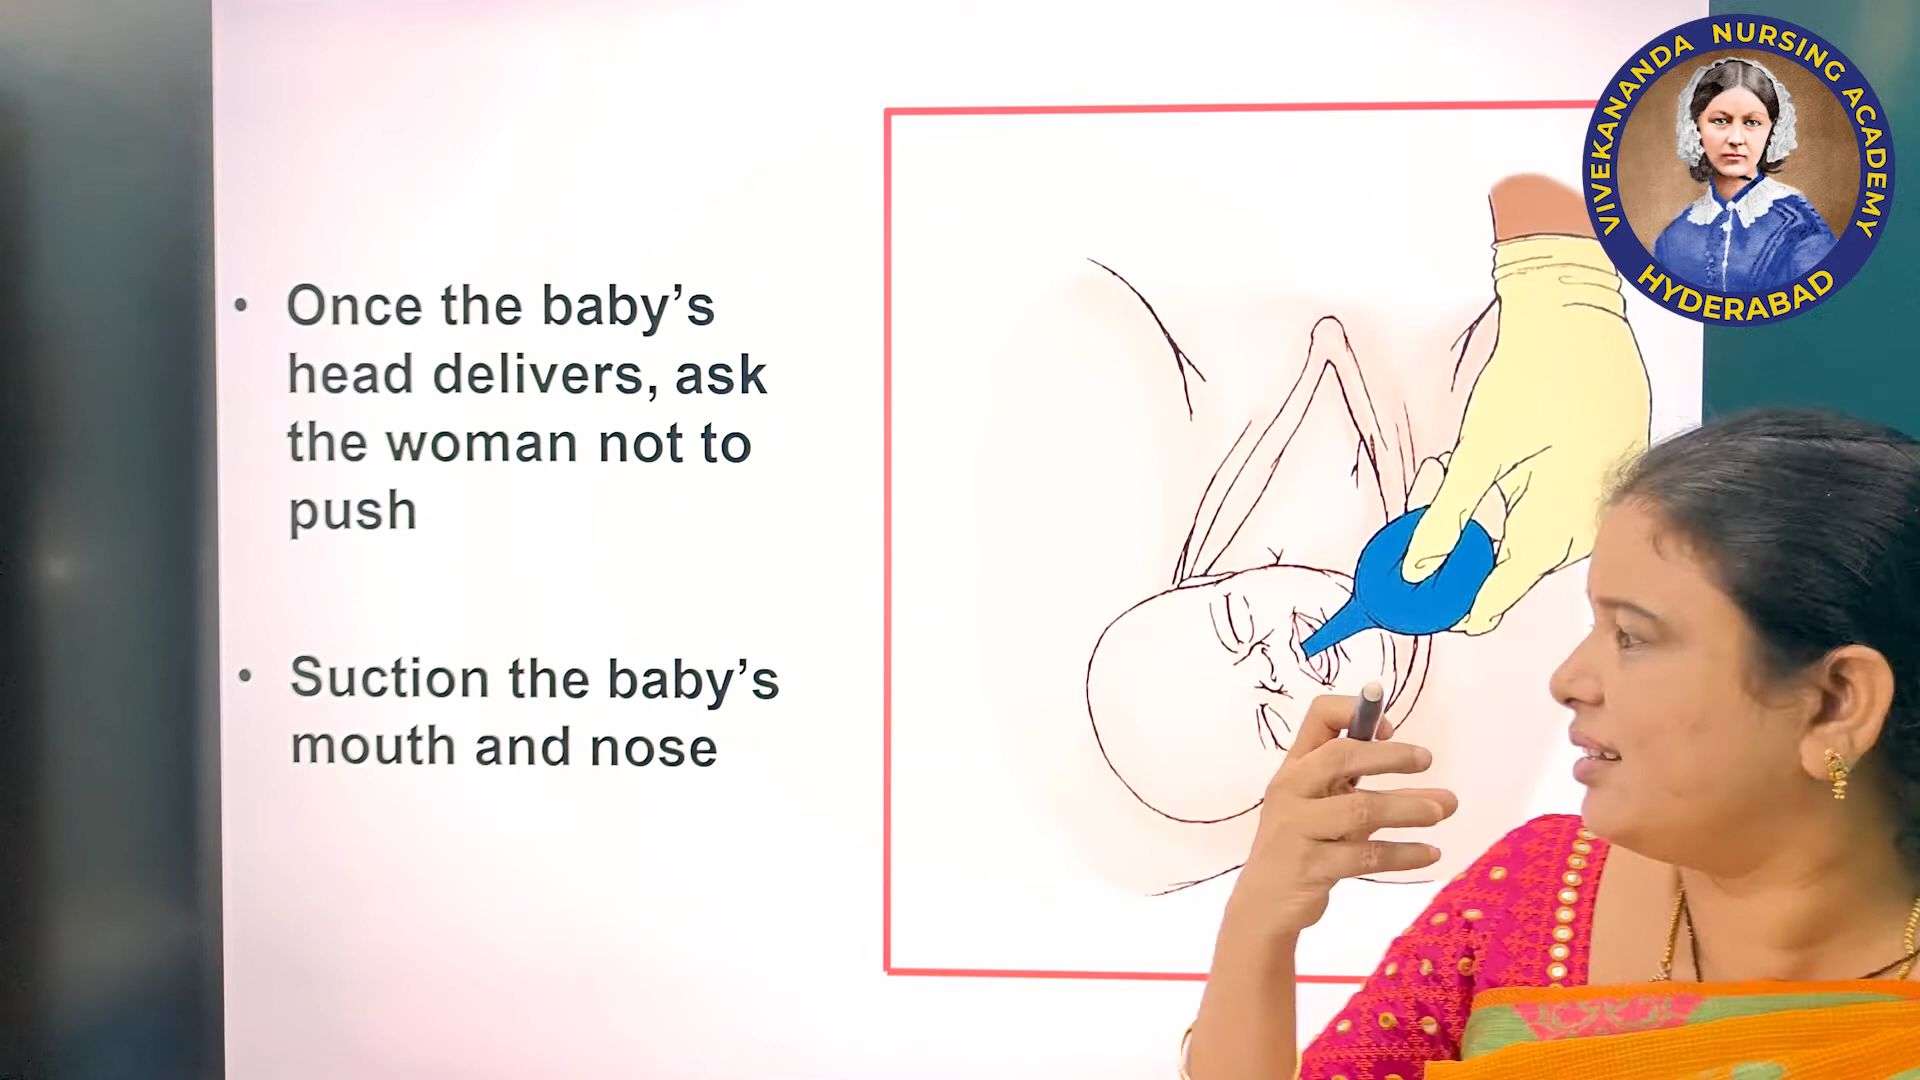 • Once the baby’s
head delivers, ask
the woman not to
push
• Suction the baby’s
mouth and nose
VIVEKANANDA NURSING ACADEMY
HYDERABAD